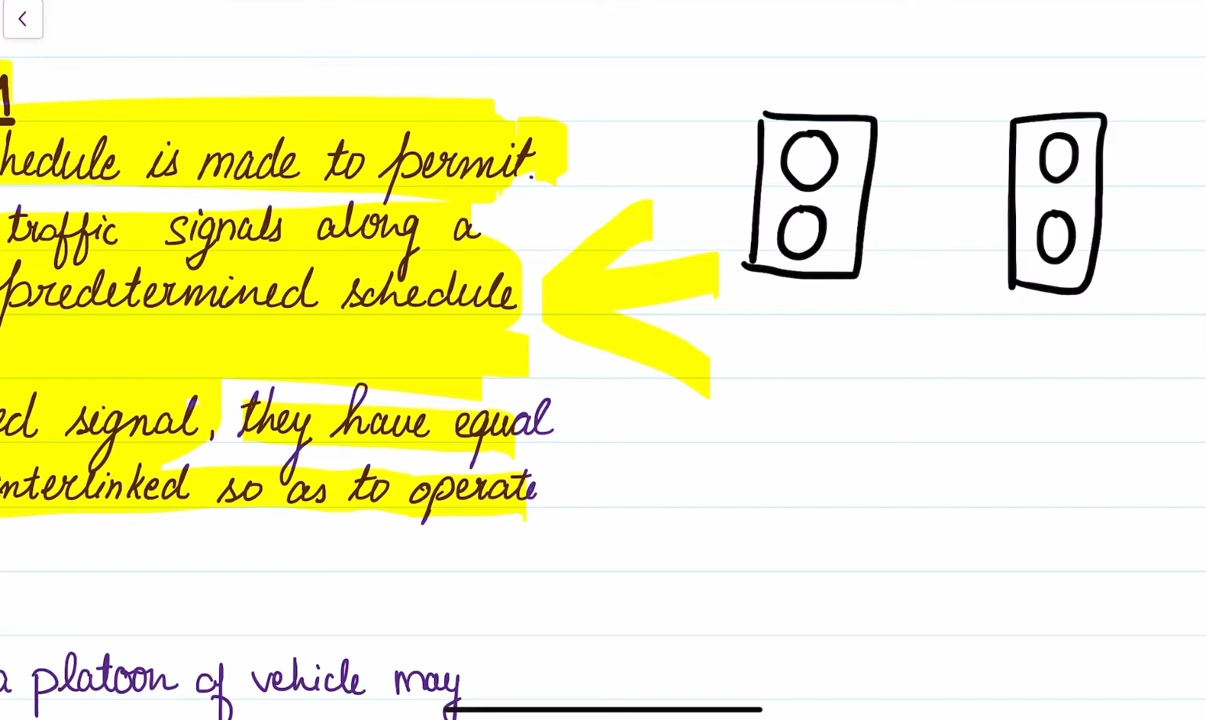 hedule is made to permit.
traffic signals along a
predetermined schedule
ed signal, they have equal
nterlinked so as to operate
a platoon of vehicle may